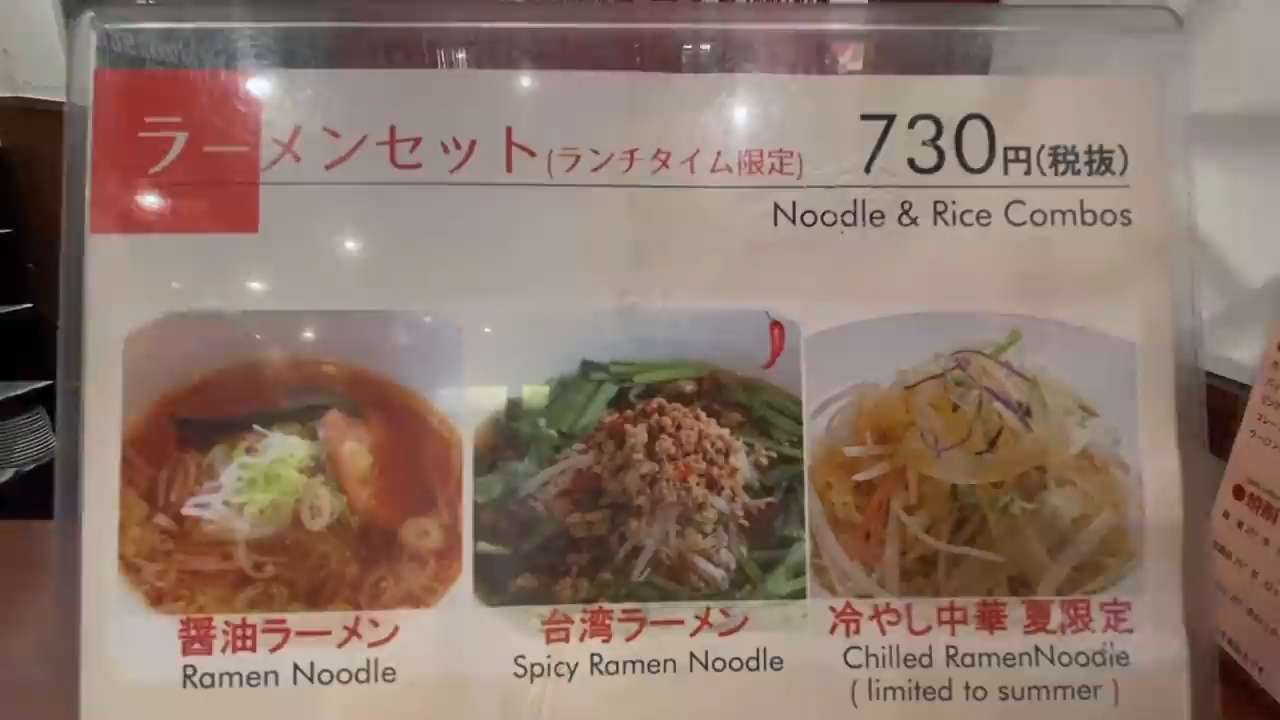 ラーメンセット(ランチタイム限定) 730円(税抜)
Noodle & Rice Combos
醤油ラーメン
Ramen Noodle
台湾ラーメン
Spicy Ramen Noodle
冷やし中華 夏限定
Chilled RamenNoodle
( limited to summer )